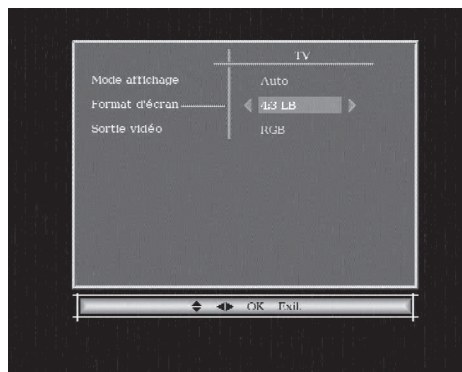 TV
Mode affichage Auto
Format d'écran 4:3 LB
Sortie vidéo RGB
OK Exit